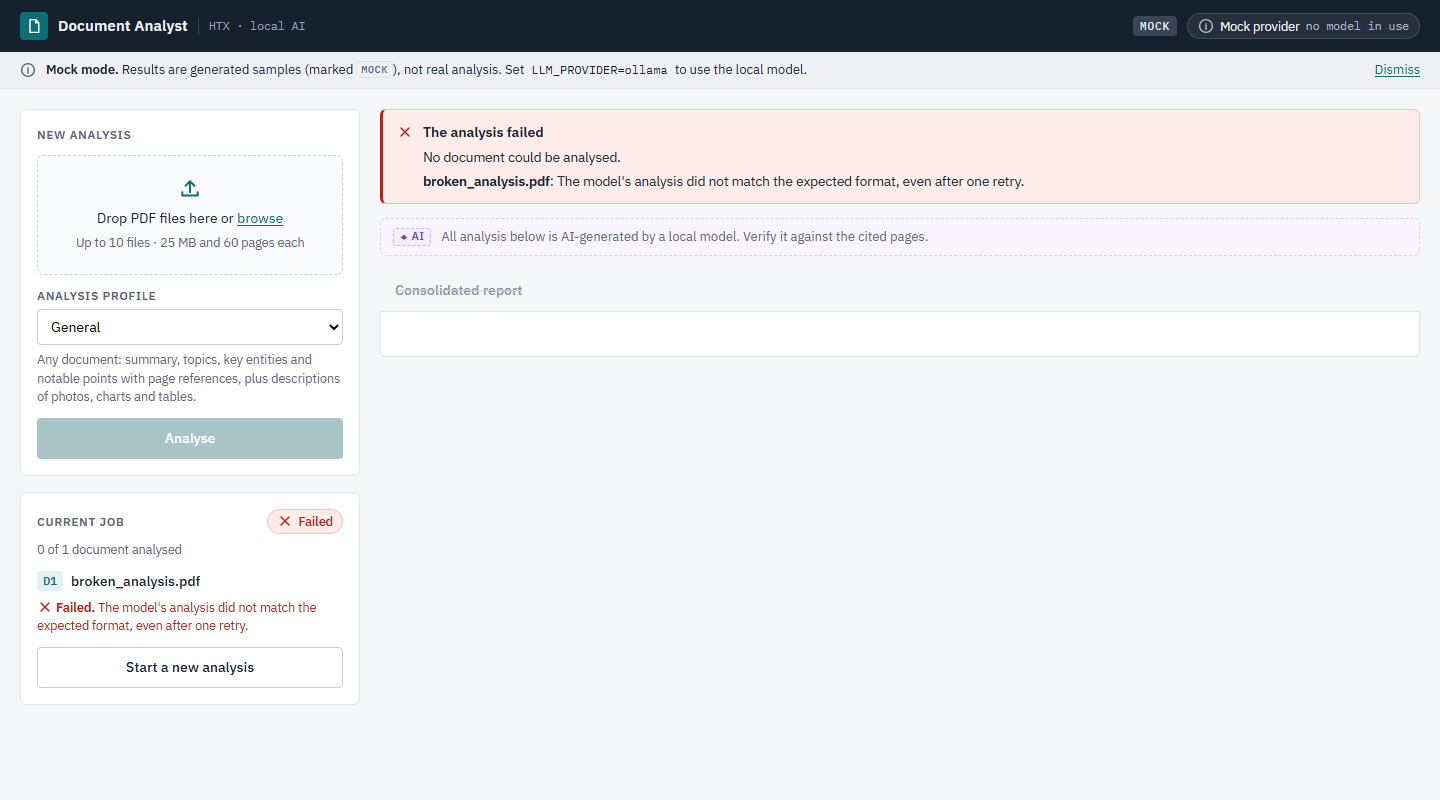 Document Analyst HTX · local AI MOCK Mock provider no model in use
Mock mode. Results are generated samples (marked MOCK), not real analysis. Set LLM_PROVIDER=ollama to use the local model. Dismiss
NEW ANALYSIS
Drop PDF files here or browse
Up to 10 files · 25 MB and 60 pages each
ANALYSIS PROFILE
General
Any document: summary, topics, key entities and
notable points with page references, plus descriptions
of photos, charts and tables.
Analyse
CURRENT JOB Failed
0 of 1 document analysed
D1 broken_analysis.pdf
Failed. The model's analysis did not match the
expected format, even after one retry.
Start a new analysis
The analysis failed
No document could be analysed.
broken_analysis.pdf: The model's analysis did not match the expected format, even after one retry.
AI All analysis below is AI-generated by a local model. Verify it against the cited pages.
Consolidated report